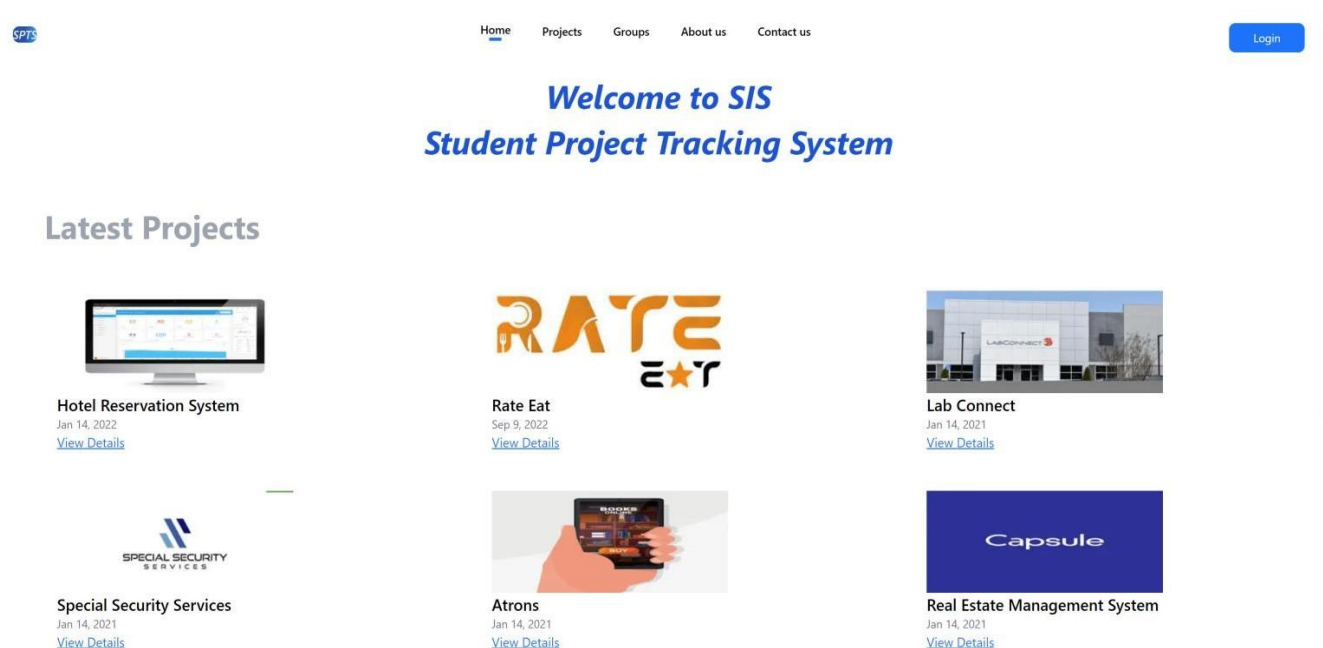 SPTS
Home Projects Groups About us Contact us
Login
Welcome to SIS
Student Project Tracking System
Latest Projects
RATE
EAT
LABCONNECT
Hotel Reservation System
Rate Eat
Lab Connect
Jan 14, 2022
Sep 9, 2022
Jan 14, 2021
View Details
View Details
View Details
SPECIAL SECURITY
SERVICES
BOOKS
ONLINE
BUY
Capsule
Special Security Services
Atrons
Real Estate Management System
Jan 14, 2021
Jan 14, 2021
Jan 14, 2021
View Details
View Details
View Details